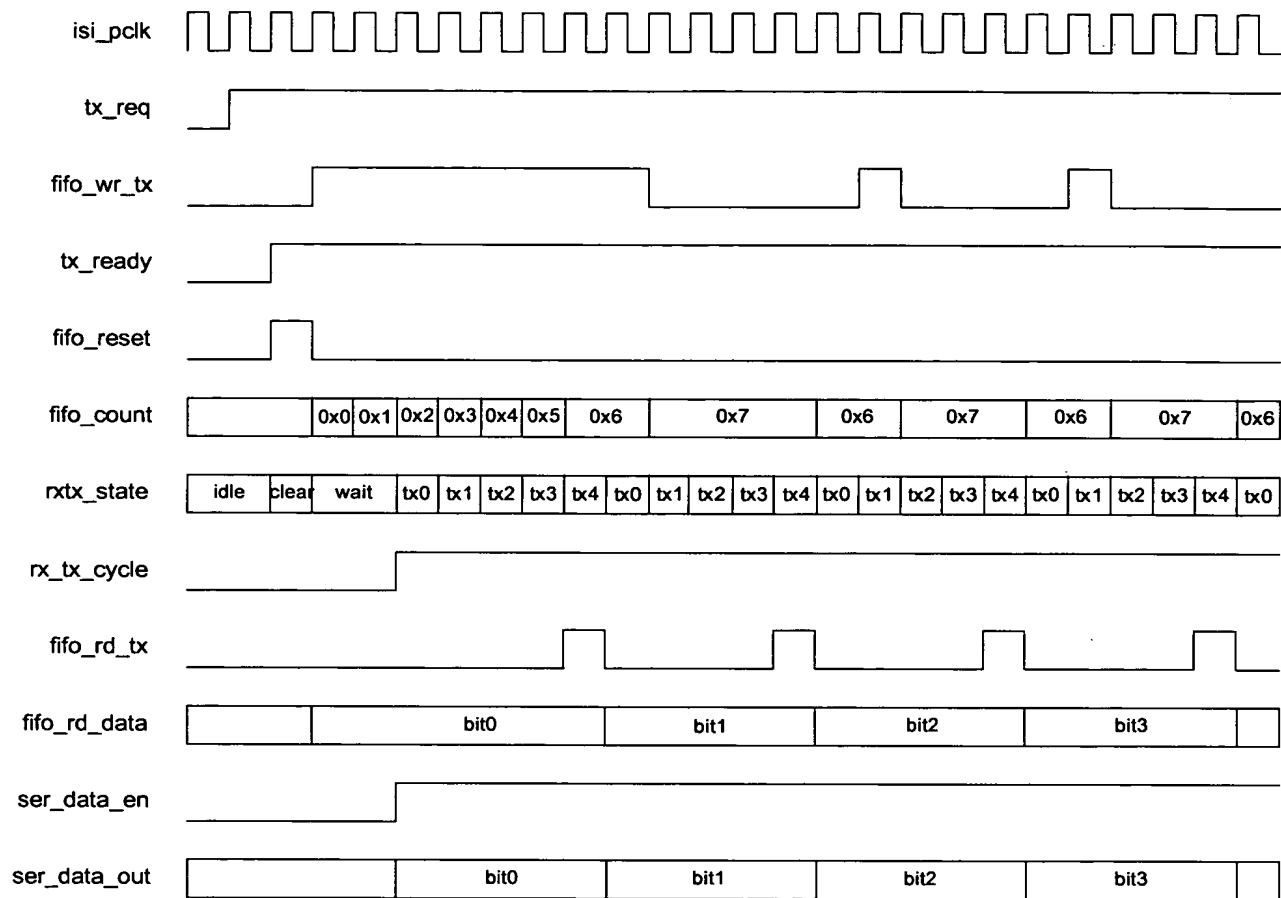 isi_pclk
tx_req
fifo_wr_tx
tx_ready
fifo_reset
fifo_count 0x0 0x1 0x2 0x3 0x4 0x5 0x6 0x7 0x6 0x7 0x6 0x7 0x6
rxtx_state idle clear wait tx0 tx1 tx2 tx3 tx4 tx0 tx1 tx2 tx3 tx4 tx0 tx1 tx2 tx3 tx4 tx0 tx1 tx2 tx3 tx4 tx0
rx_tx_cycle
fifo_rd_tx
fifo_rd_data bit0 bit1 bit2 bit3
ser_data_en
ser_data_out bit0 bit1 bit2 bit3